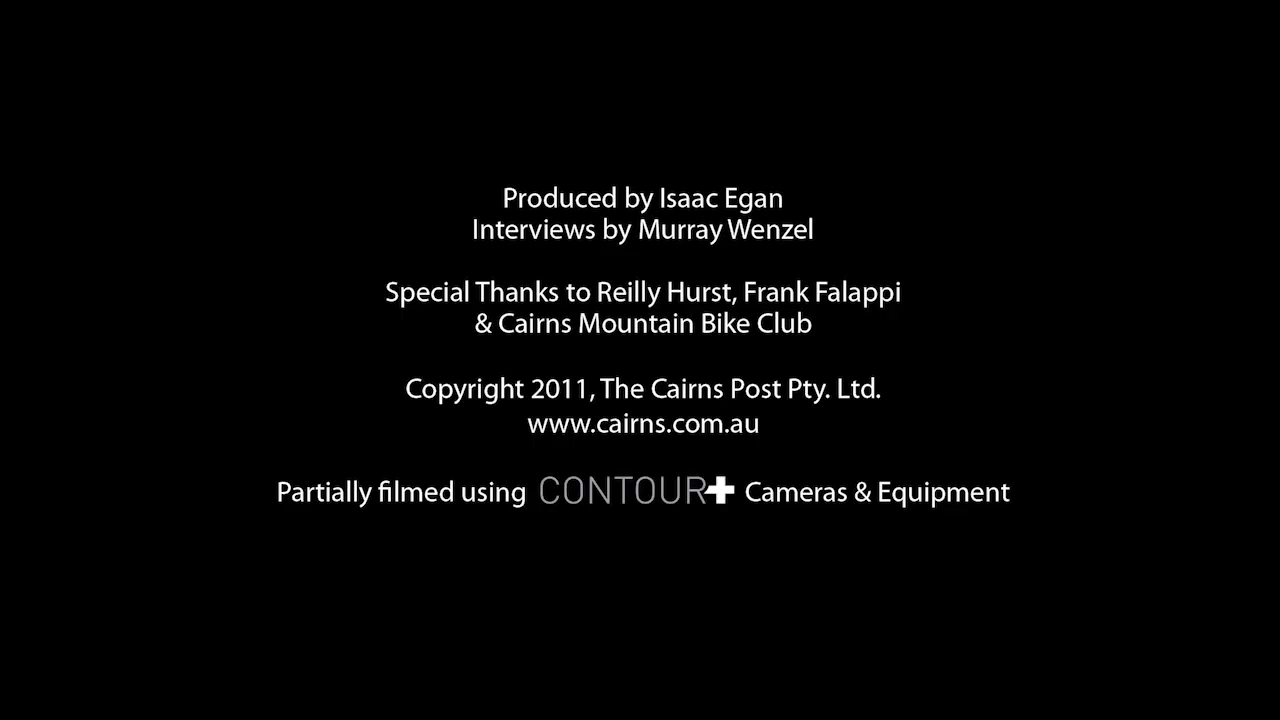 Produced by Isaac Egan
Interviews by Murray Wenzel
Special Thanks to Reilly Hurst, Frank Falappi
& Cairns Mountain Bike Club
Copyright 2011, The Cairns Post Pty. Ltd.
www.cairns.com.au
Partially filmed using CONTOUR+ Cameras & Equipment